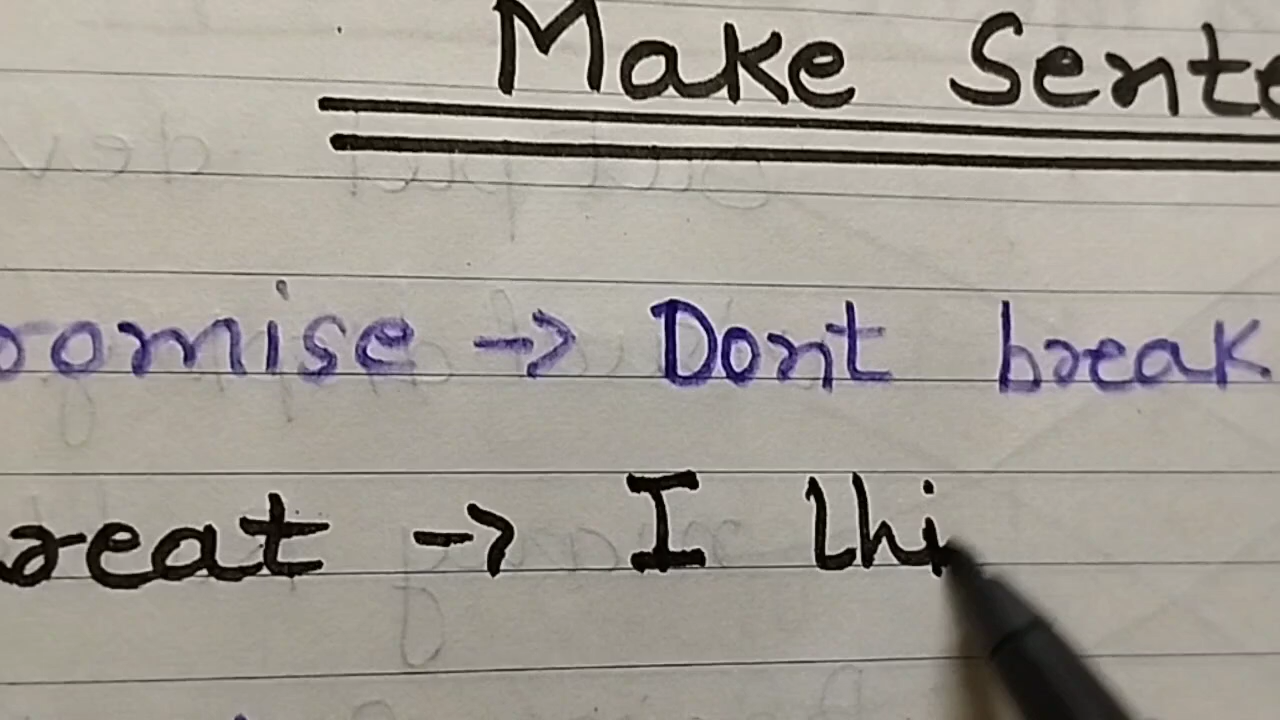 Make Sente
romise -> Dont break
reat -> I thi